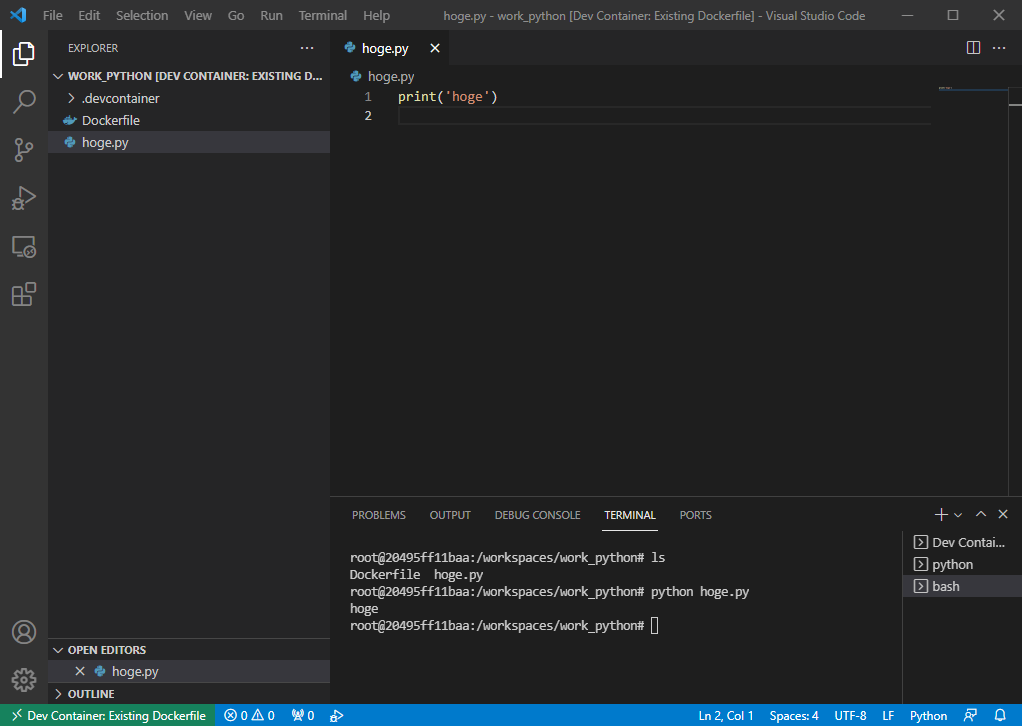 File Edit Selection View Go Run Terminal Help hoge.py - work_python [Dev Container: Existing Dockerfile] - Visual Studio Code
EXPLORER
WORK_PYTHON [DEV CONTAINER: EXISTING D...
.devcontainer
Dockerfile
hoge.py
hoge.py
hoge.py
1 print('hoge')
2
PROBLEMS OUTPUT DEBUG CONSOLE TERMINAL PORTS
root@20495ff11baa:/workspaces/work_python# ls
Dockerfile hoge.py
root@20495ff11baa:/workspaces/work_python# python hoge.py
hoge
root@20495ff11baa:/workspaces/work_python#
Dev Contai...
python
bash
OPEN EDITORS
hoge.py
OUTLINE
Dev Container: Existing Dockerfile 0 0 0 Ln 2, Col 1 Spaces: 4 UTF-8 LF Python